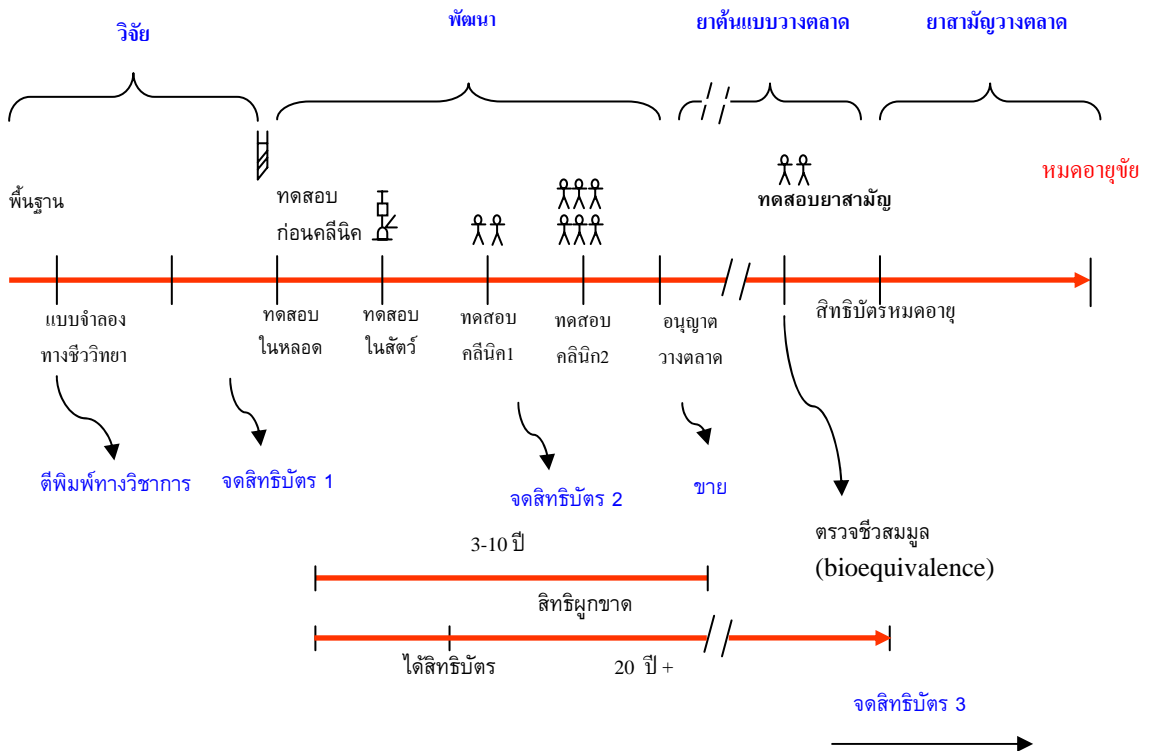 วิจัย
พัฒนา
ยาต้นแบบวางตลาด
ยาสามัญวางตลาด
หมดอายุขัย
พื้นฐาน
ทดสอบ
ก่อนคลีนิค
ทดสอบยาสามัญ
แบบจำลอง
ทางชีววิทยา
ทดสอบ
ในหลอด
ทดสอบ
ในสัตว์
ทดสอบ
คลีนิค1
ทดสอบ
คลินิก2
อนุญาต
วางตลาด
สิทธิบัตรหมดอายุ
ตีพิมพ์ทางวิชาการ
จดสิทธิบัตร 1
จดสิทธิบัตร 2
ขาย
ตรวจชีวสมมูล
(bioequivalence)
3-10 ปี
สิทธิผูกขาด
ได้สิทธิบัตร
20 ปี +
จดสิทธิบัตร 3